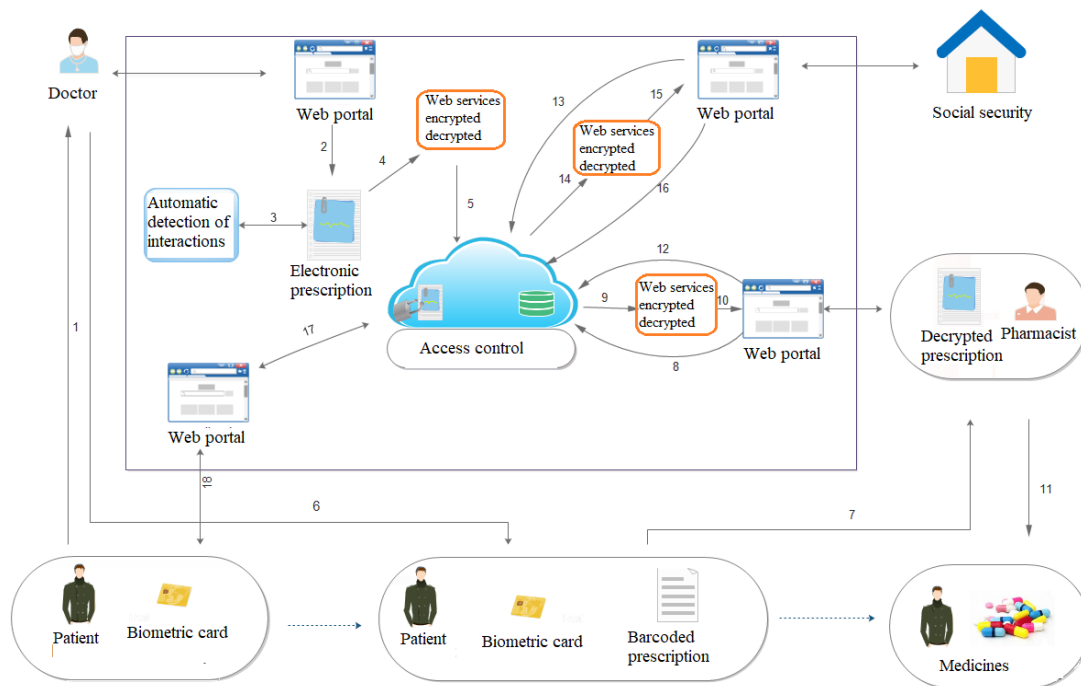 Doctor
Web portal
Web services
encrypted
decrypted
13
15
Web portal
Social security
2
4
Web services
encrypted
decrypted
14
16
Automatic
detection of
interactions
3
5
Electronic
prescription
12
1
17
Access control
9
Web services
encrypted
decrypted
10
8
Web portal
Decrypted
prescription
Pharmacist
Web portal
18
6
7
11
Patient
Biometric card
Patient
Biometric card
Barcoded
prescription
Medicines